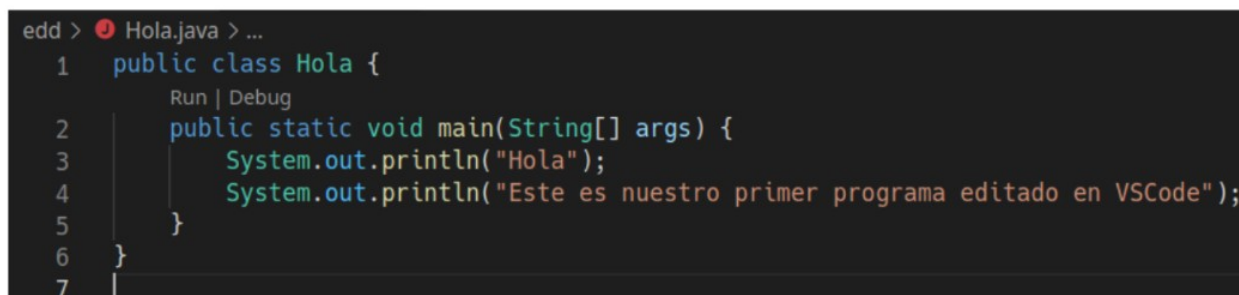 edd > Hola.java > ...
1 public class Hola {
Run | Debug
2 public static void main(String[] args) {
3 System.out.println("Hola");
4 System.out.println("Este es nuestro primer programa editado en VSCode");
5 }
6 }
7